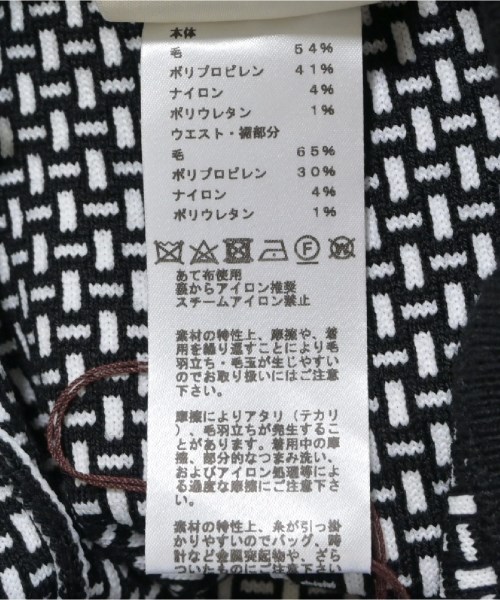 本体
毛 54%
ポリプロピレン 41%
ナイロン 4%
ポリウレタン 1%
ウエスト・裾部分
毛 65%
ポリプロピレン 30%
ナイロン 4%
ポリウレタン 1%
F W
あて布使用
裏からアイロン推奨
スチームアイロン禁止
素材の特性上、摩擦や、着
用を繰り返すことにより毛
羽立ち・毛玉が生じやすい
のでお取り扱いにはご注意
下さい。
摩擦によりアタリ(テカリ
)、毛羽立ちが発生するこ
とがあります。着用中の摩
擦、部分的なつまみ洗い、
およびアイロン処理等によ
る過度な摩擦にご注意下さ
い。
素材の特性上、糸が引っ掛
かりやすいのでバッグ、時
計など金属突起物や、ざら
ついたものに